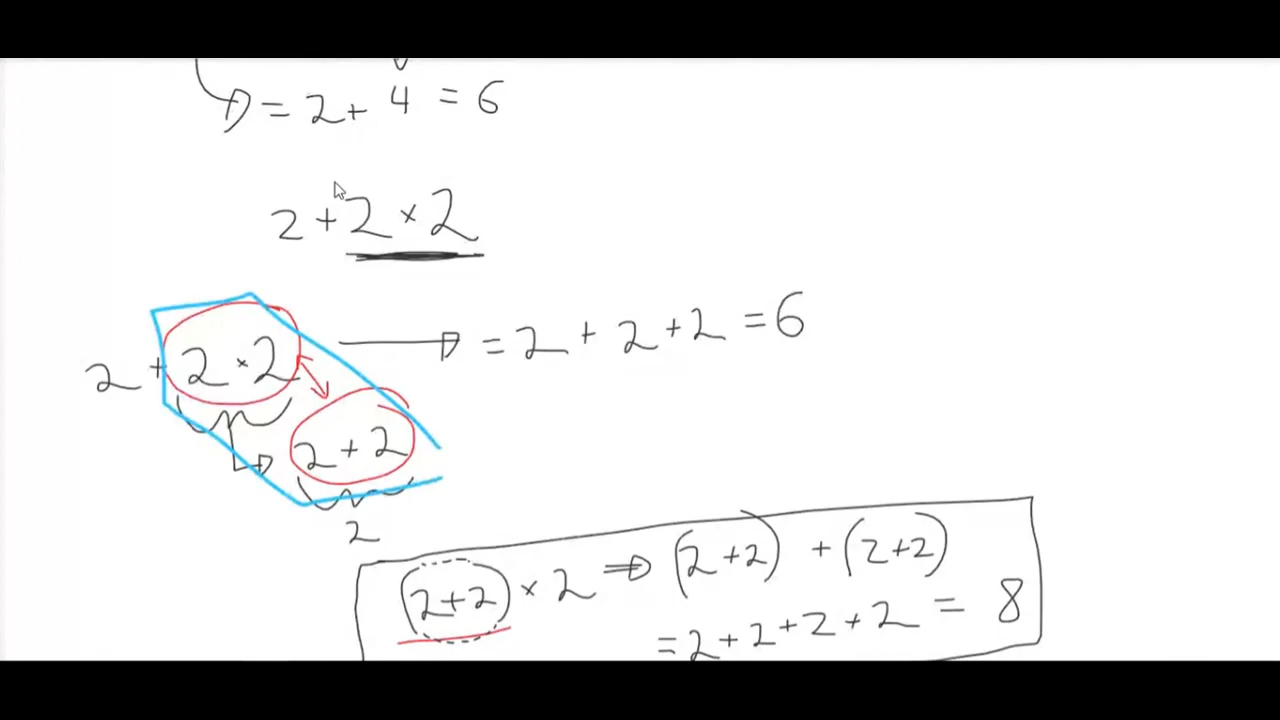 = 2 + 4 = 6
2 + 2 × 2
2 + 2 × 2 = 2 + 2 + 2 = 6
2 + 2
2
(2+2) × 2 ⇒ (2+2) + (2+2)
= 2 + 2 + 2 + 2 = 8